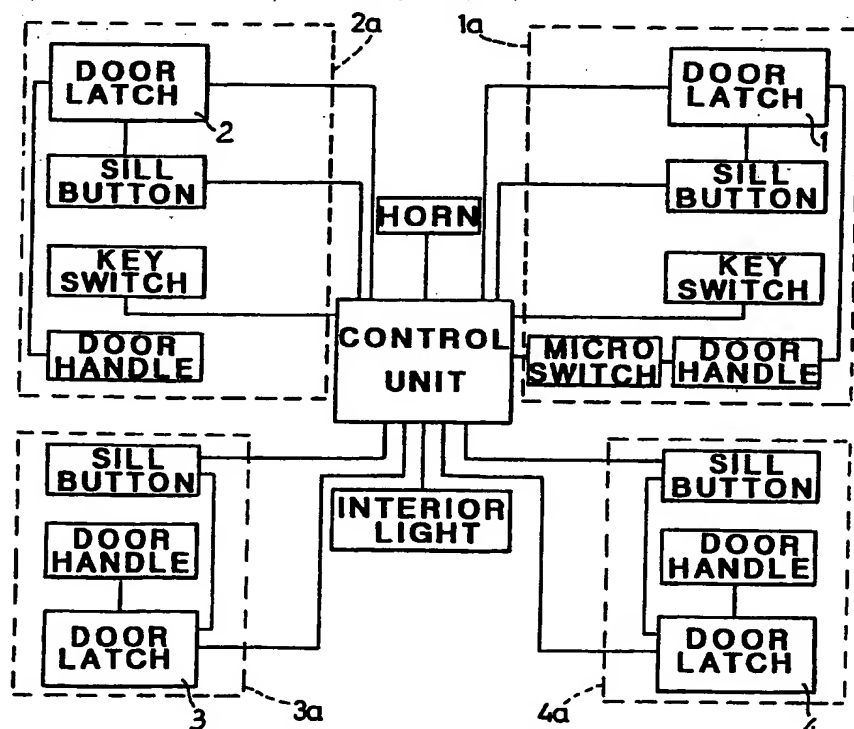 2a
1a
DOOR
LATCH
2
SILL
BUTTON
KEY
SWITCH
DOOR
HANDLE
HORN
CONTROL
UNIT
DOOR
LATCH
1
SILL
BUTTON
KEY
SWITCH
MICRO
SWITCH
DOOR
HANDLE
SILL
BUTTON
DOOR
HANDLE
DOOR
LATCH
3
3a
INTERIOR
LIGHT
SILL
BUTTON
DOOR
HANDLE
DOOR
LATCH
4a
4